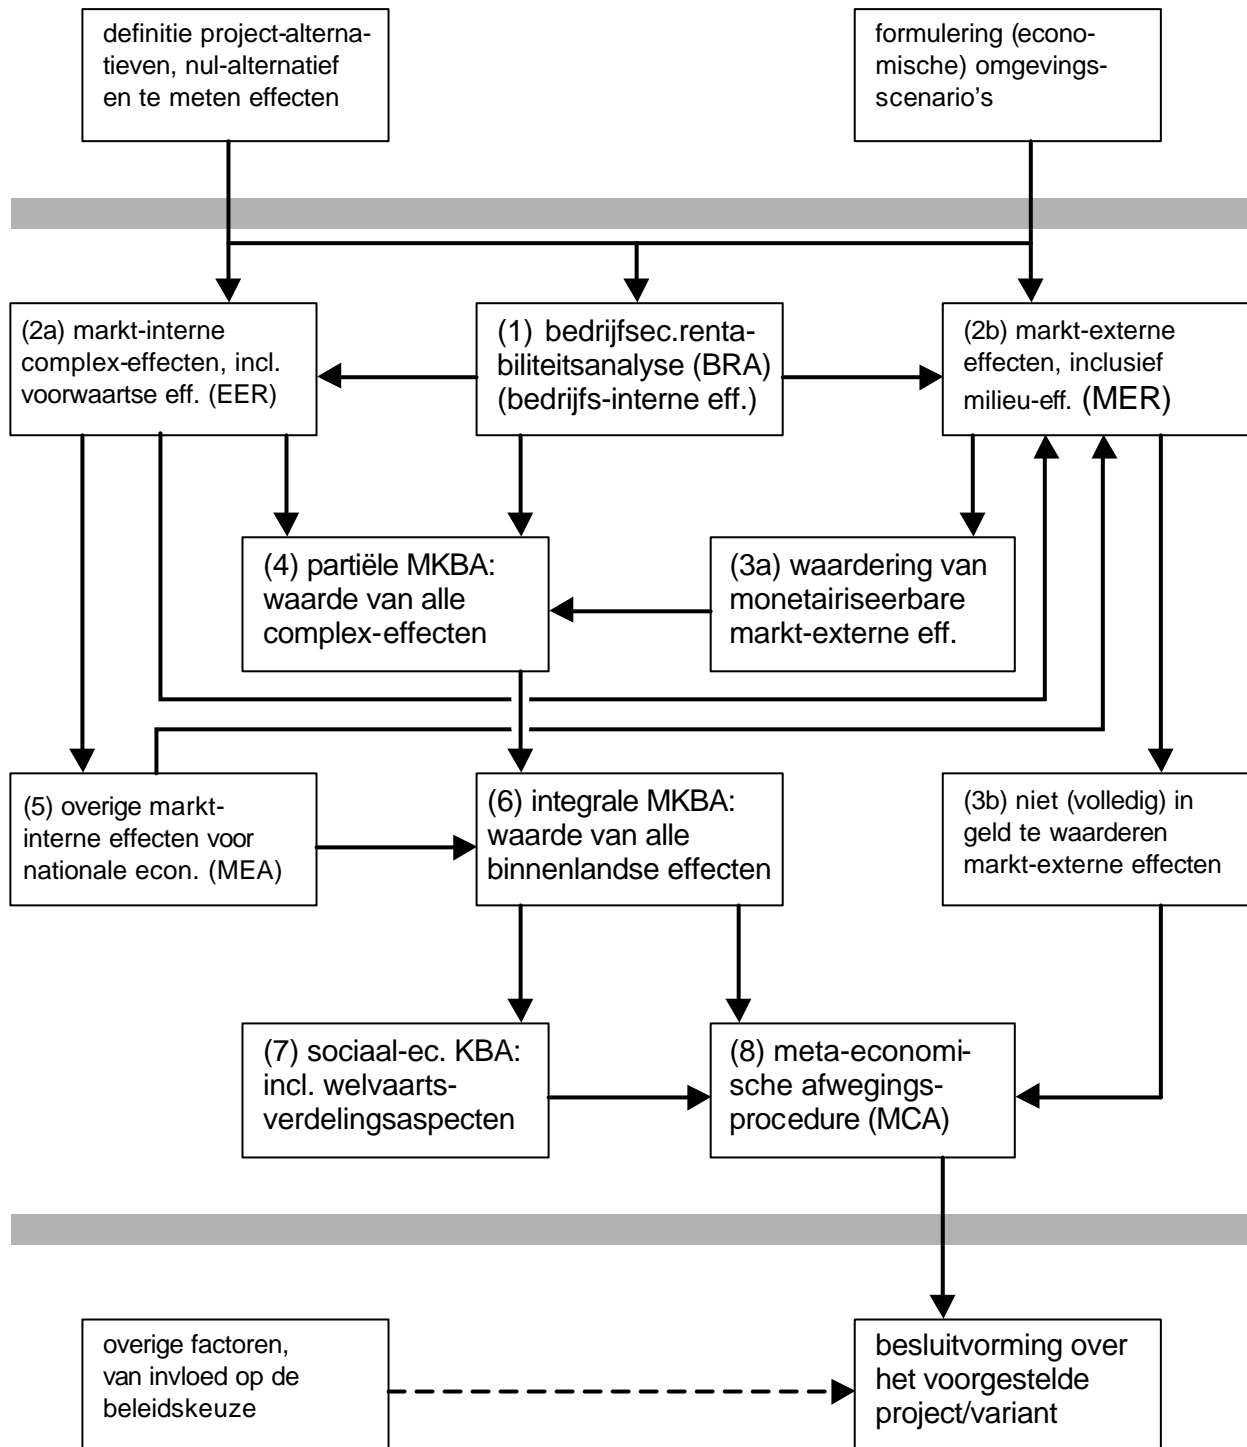 definitie project-alterna-
tieven, nul-alternatief
en te meten effecten
formulering (econo-
mische) omgevings-
scenario's
(2a) markt-interne
complex-effecten, incl.
voorwaartse eff. (EER)
(1) bedrijfsec.renta-
biliteitsanalyse (BRA)
(bedrijfs-interne eff.)
(2b) markt-externe
effecten, inclusief
milieu-eff. (MER)
(4) partiële MKBA:
waarde van alle
complex-effecten
(3a) waardering van
monetairiseerbare
markt-externe eff.
(5) overige markt-
interne effecten voor
nationale econ. (MEA)
(6) integrale MKBA:
waarde van alle
binnenlandse effecten
(3b) niet (volledig) in
geld te waarderen
markt-externe effecten
(7) sociaal-ec. KBA:
incl. welvaarts-
verdelingsaspecten
(8) meta-economi-
sche afwegings-
procedure (MCA)
overige factoren,
van invloed op de
beleidskeuze
besluitvorming over
het voorgestelde
project/variant